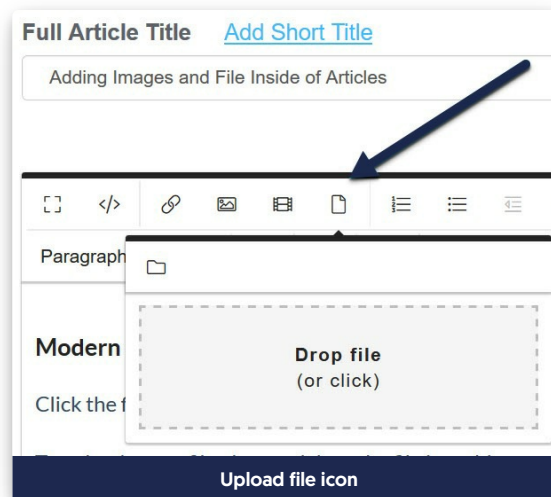 Full Article Title Add Short Title
Adding Images and File Inside of Articles
Paragraph
Drop file
(or click)
Modern
Click the f
Upload file icon